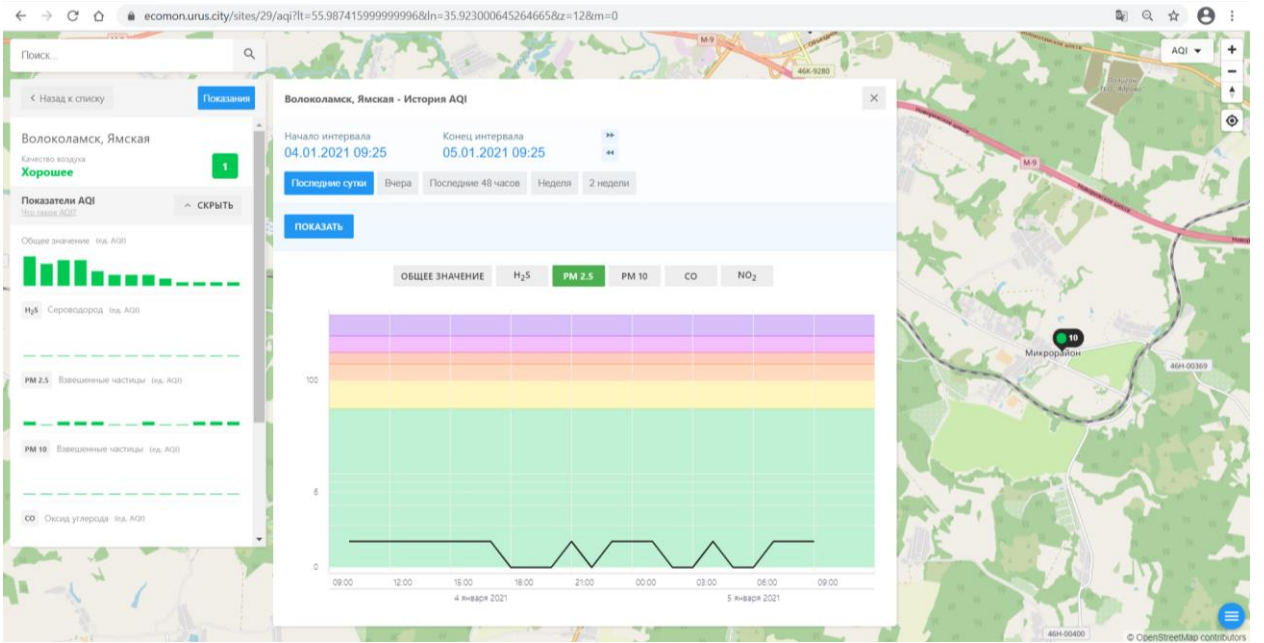 ecomon.urus.city/sites/29/aqi?lt=55.987415999999996&ln=35.923000645264665&z=12&m=0
Поиск...
М-9
46К-9280
AQI
Назад к списку
Показания
Волоколамск, Ямская
Качество воздуха
Хорошее
1
Показатели AQI
Что такое AQI?
СКРЫТЬ
Общее значение (ед. AQI)
H₂S Сероводород (ед. AQI)
PM 2.5 Взвешенные частицы (ед. AQI)
PM 10 Взвешенные частицы (ед. AQI)
CO Оксид углерода (ед. AQI)
Волоколамск, Ямская - История AQI
Начало интервала
Конец интервала
04.01.2021 09:25
05.01.2021 09:25
Последние сутки
Вчера
Последние 48 часов
Неделя
2 недели
ПОКАЗАТЬ
ОБЩЕЕ ЗНАЧЕНИЕ
H₂S
PM 2.5
PM 10
CO
NO₂
100
6
0
09:00 12:00 15:00 18:00 21:00 00:00 03:00 06:00 09:00
4 января 2021
5 января 2021
М-9
10
Микрорайон
46Н-00369
46Н-00400
© OpenStreetMap contributors